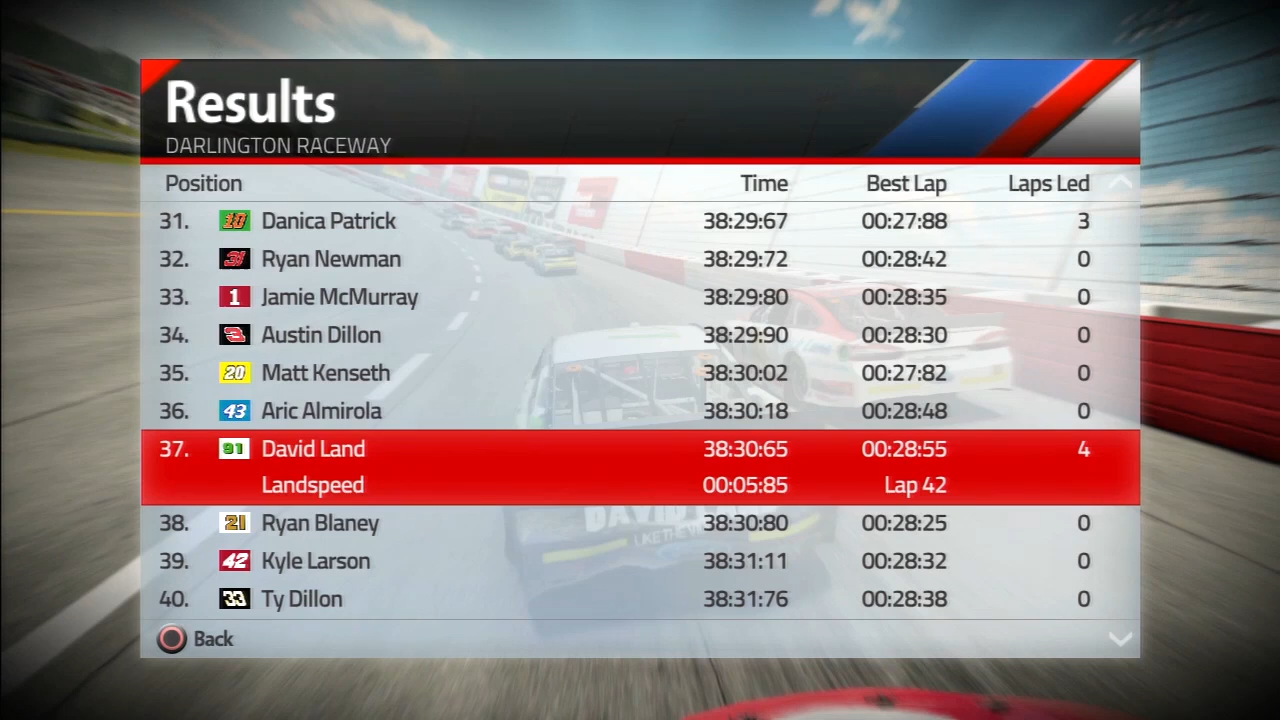 Results
DARLINGTON RACEWAY
Position Time Best Lap Laps Led
31. 10 Danica Patrick 38:29:67 00:27:88 3
32. 31 Ryan Newman 38:29:72 00:28:42 0
33. 1 Jamie McMurray 38:29:80 00:28:35 0
34. 3 Austin Dillon 38:29:90 00:28:30 0
35. 20 Matt Kenseth 38:30:02 00:27:82 0
36. 43 Aric Almirola 38:30:18 00:28:48 0
37. 91 David Land 38:30:65 00:28:55 4
Landspeed 00:05:85 Lap 42
DAVID LAND
LIKE THE
38. 21 Ryan Blaney 38:30:80 00:28:25 0
39. 42 Kyle Larson 38:31:11 00:28:32 0
40. 33 Ty Dillon 38:31:76 00:28:38 0
Back